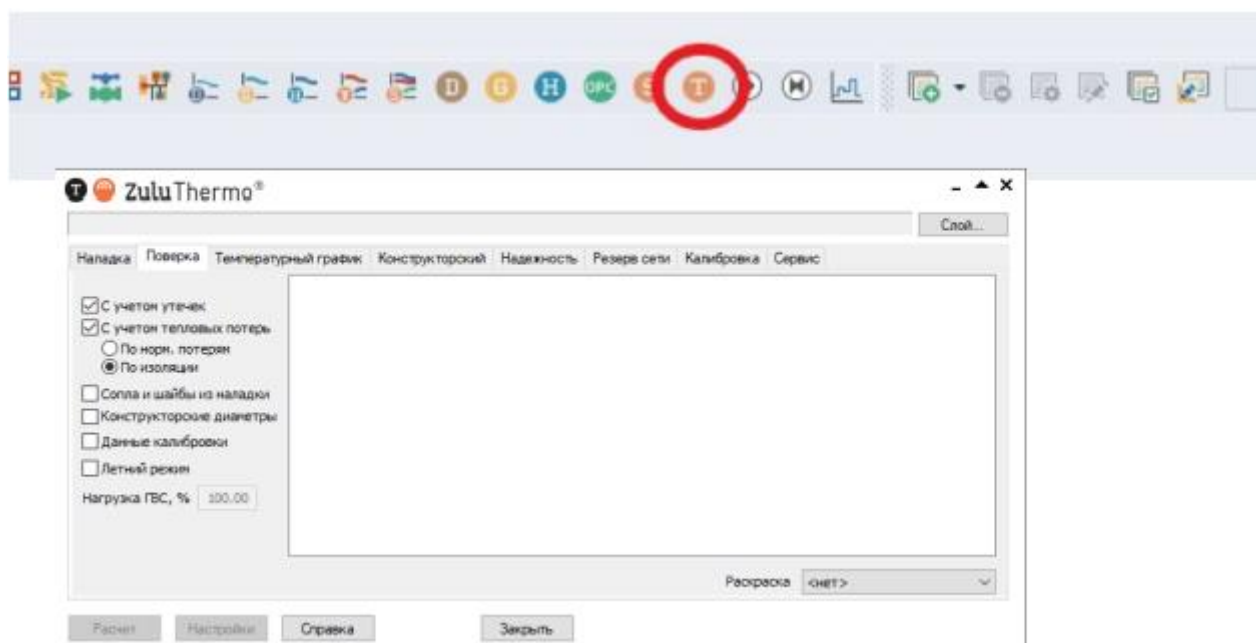 D G H OPC S T
T ZuluThermo®
Слой...
Наладка Поверка Температурный график Конструкторский Надежность Резерв сети Калибровка Сервис
С учетом утечек
С учетом тепловых потерь
По норм. потерям
По изоляции
Сопла и шайбы из наладки
Конструкторские диаметры
Данные калибровки
Летний режим
Нагрузка ГВС, % 100.00
Раскраска <нет>
Расчет Настройки Справка Закрыть